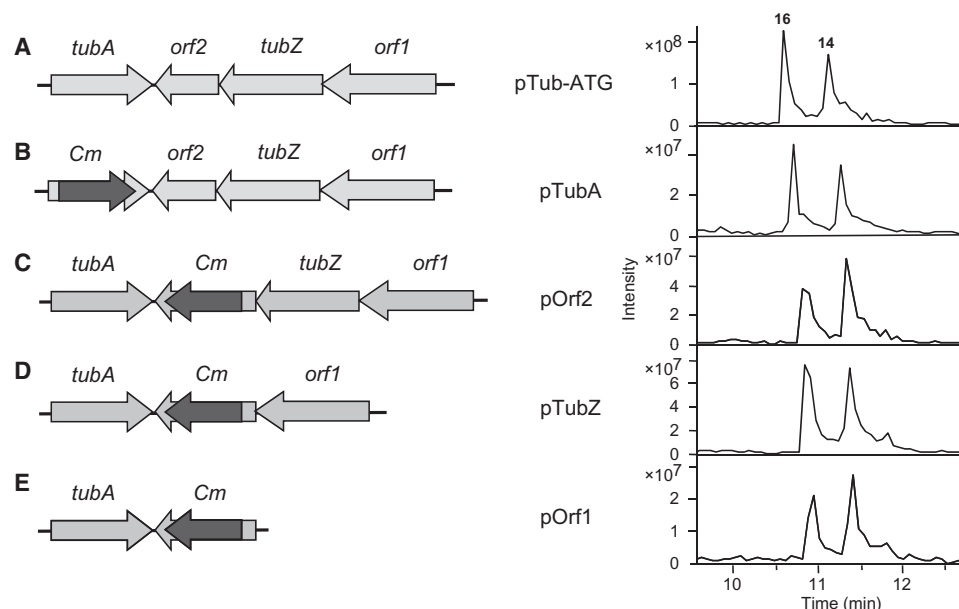 A
tubA orf2 tubZ orf1
pTub-ATG
16
14
×10⁸
1
0
B
Cm orf2 tubZ orf1
pTubA
×10⁷
2
0
C
tubA Cm tubZ orf1
pOrf2
×10⁷
4
2
0
Intensity
D
tubA Cm orf1
pTubZ
×10⁷
6
4
2
0
E
tubA Cm
pOrf1
×10⁷
2
1
0
10 11 12
Time (min)